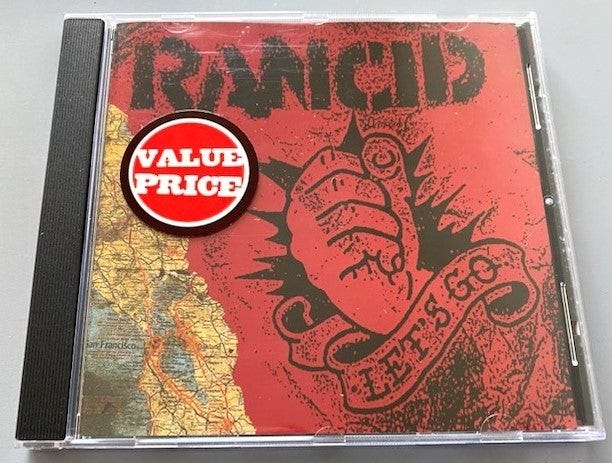 RANCID
VALUE
PRICE
San Francisco
LET'S GO